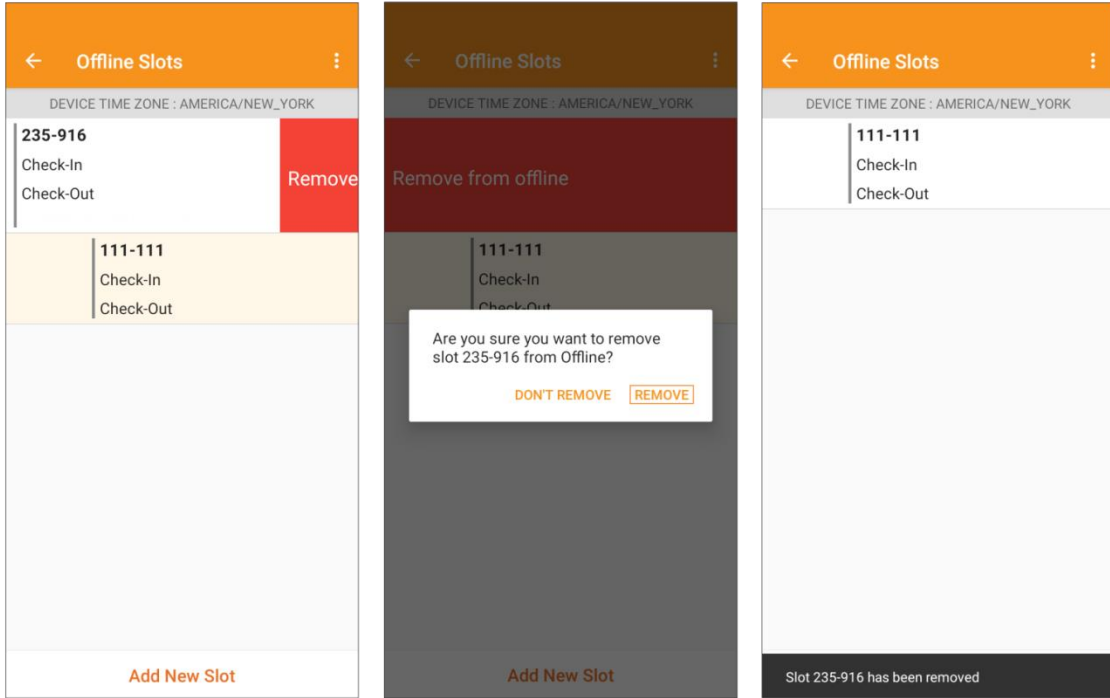 Offline Slots
DEVICE TIME ZONE : AMERICA/NEW_YORK
235-916
Check-In
Check-Out
Remove
111-111
Check-In
Check-Out
Add New Slot
Offline Slots
DEVICE TIME ZONE : AMERICA/NEW_YORK
Remove from offline
111-111
Check-In
Check-Out
Are you sure you want to remove
slot 235-916 from Offline?
DON'T REMOVE REMOVE
Add New Slot
Offline Slots
DEVICE TIME ZONE : AMERICA/NEW_YORK
111-111
Check-In
Check-Out
Slot 235-916 has been removed